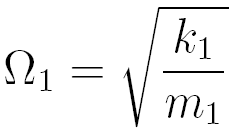 Ω₁ = √(k₁/m₁)